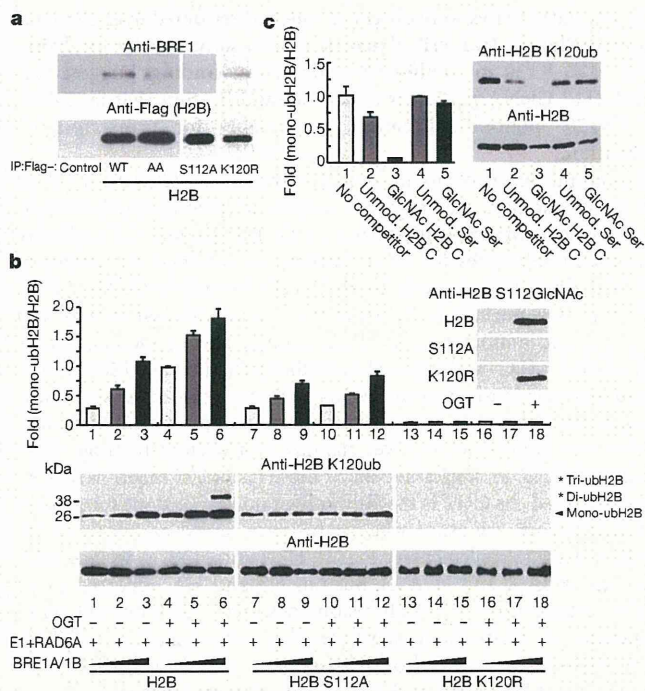 a
Anti-BRE1
Anti-Flag (H2B)
IP:Flag–: Control WT AA S112A K120R
H2B
c
Fold (mono-ubH2B/H2B)
1.5
1.0
0.5
0
1 2 3 4 5
No competitor
Unmod. H2B C
GlcNAc H2B C
Unmod. Ser
GlcNAc Ser
Anti-H2B K120ub
Anti-H2B
1 2 3 4 5
No competitor
Unmod. H2B C
GlcNAc H2B C
Unmod. Ser
GlcNAc Ser
b
Fold (mono-ubH2B/H2B)
2.0
1.5
1.0
0.5
0
1 2 3 4 5 6 7 8 9 10 11 12 13 14 15 16 17 18
Anti-H2B S112GlcNAc
H2B
S112A
K120R
OGT – +
Anti-H2B K120ub
kDa
38-
26-
* Tri-ubH2B
* Di-ubH2B
Mono-ubH2B
Anti-H2B
1 2 3 4 5 6 7 8 9 10 11 12 13 14 15 16 17 18
OGT – – – + + + – – – + + + – – – + + +
E1+RAD6A + + + + + + + + + + + + + + + + + +
BRE1A/1B
H2B H2B S112A H2B K120R